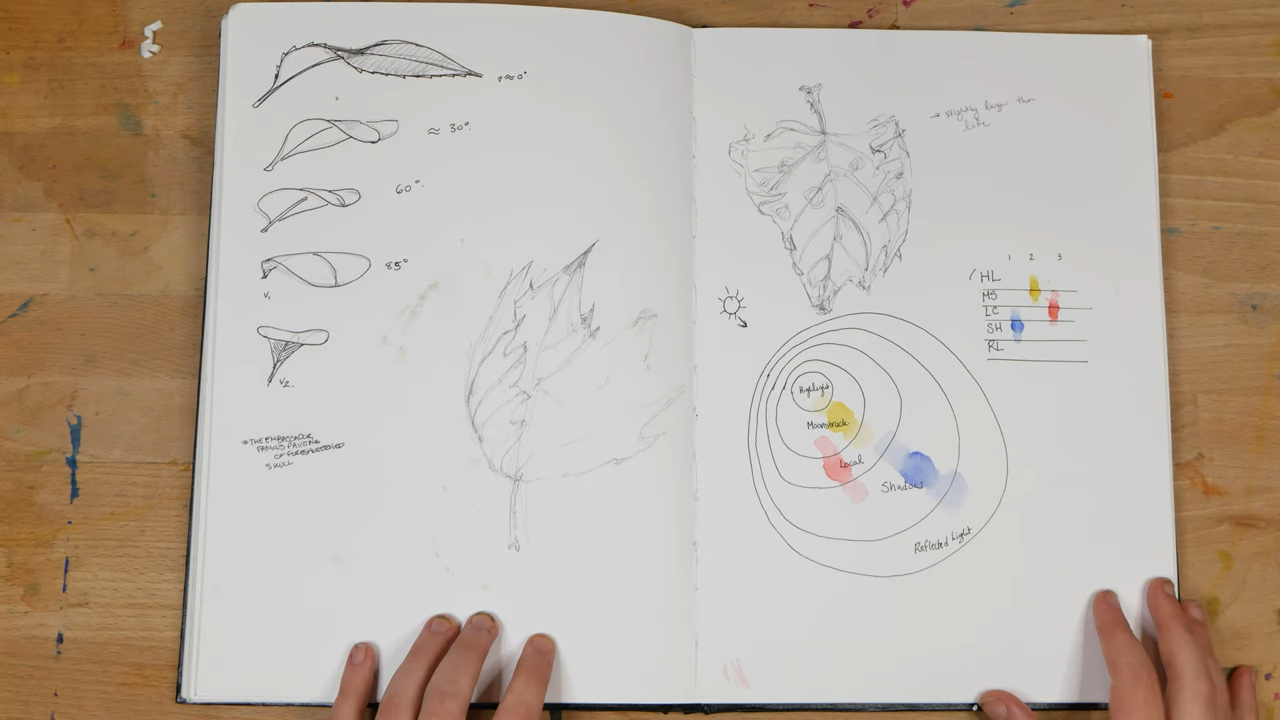 ≈ 30°
60°
85°
V1
V2.
THE EMBASSADOR
FAMOUS PAINTING
OF FORESHORTENED
SKULL
→ slightly larger than
life
1 2 3
HL
MS
LC
SH
RL
Highlight
Moonstruck
Local
Shadow
Reflected Light